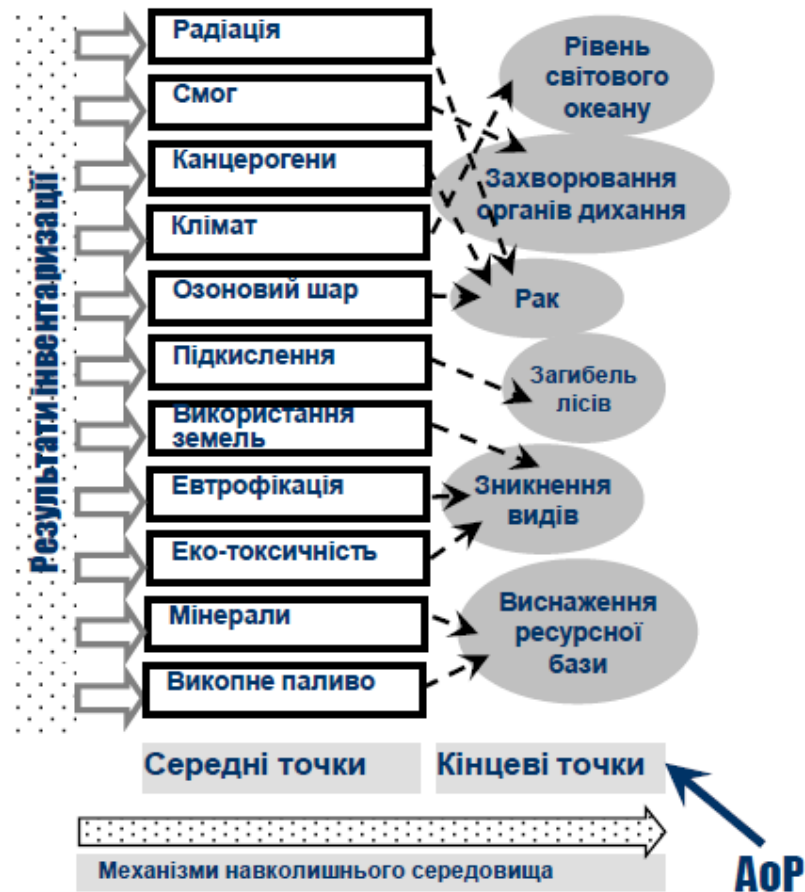 Результати інвентаризації
Радіація
Смог
Канцерогени
Клімат
Озоновий шар
Підкислення
Використання
земель
Евтрофікація
Еко-токсичність
Мінерали
Викопне паливо
Рівень
світового
океану
Захворювання
органів дихання
Рак
Загибель
лісів
Зникнення
видів
Виснаження
ресурсної
бази
Середні точки
Кінцеві точки
Механізми навколишнього середовища
AoP